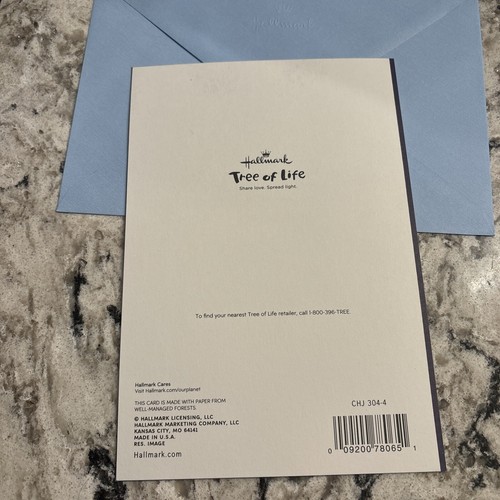 Hallmark
Hallmark
Tree of Life
Share love. Spread light.
To find your nearest Tree of Life retailer, call 1-800-396-TREE.
Hallmark Cares
Visit Hallmark.com/ourplanet
THIS CARD IS MADE WITH PAPER FROM
WELL-MANAGED FORESTS.
© HALLMARK LICENSING, LLC
HALLMARK MARKETING COMPANY, LLC
KANSAS CITY, MO 64141
MADE IN U.S.A.
RES. IMAGE
Hallmark.com
CHJ 304-4
0 09200 78065 1